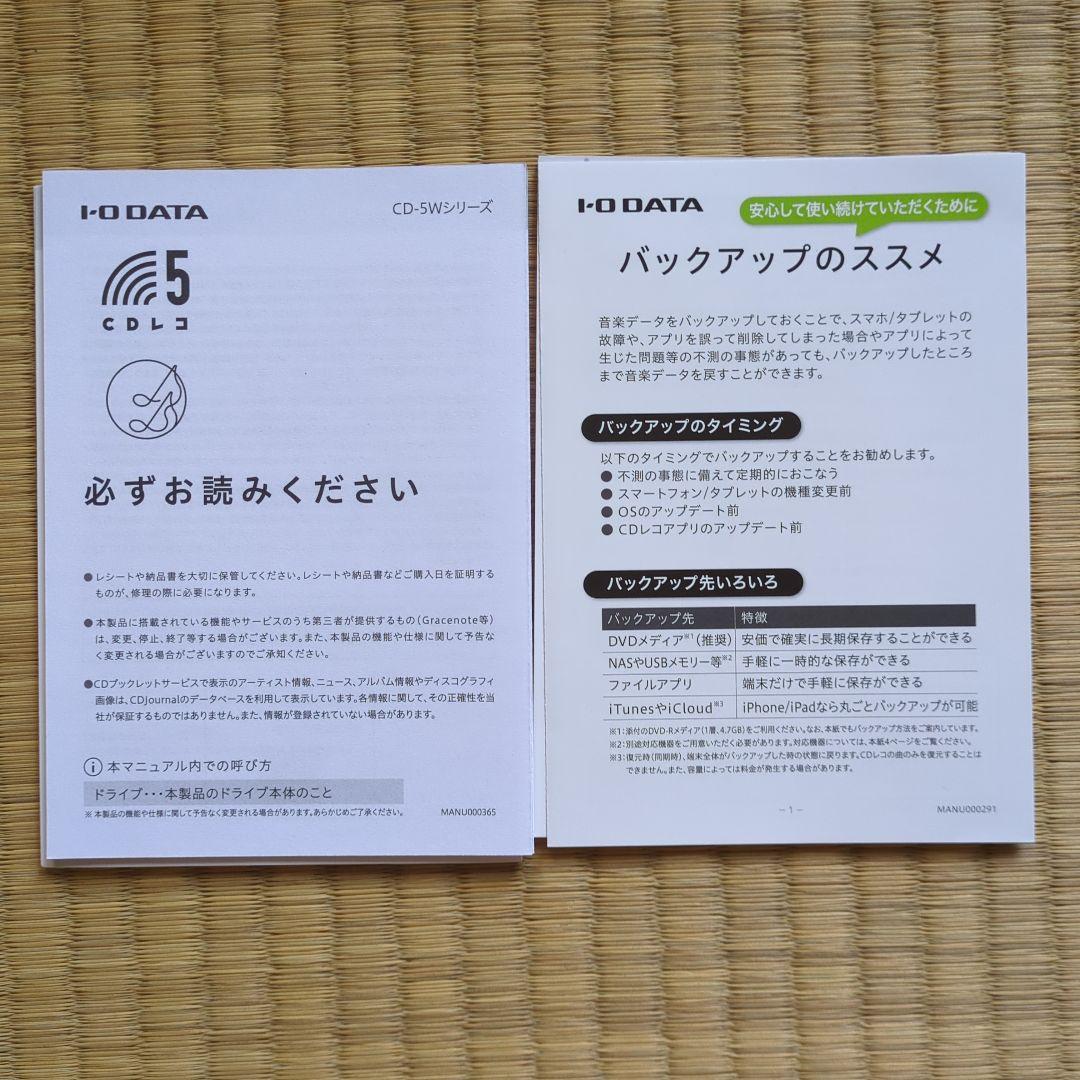 I-O DATA
CD-5Wシリーズ
5
CDレコ
必ずお読みください
● レシートや納品書を大切に保管してください。レシートや納品書などご購入日を証明する
ものが、修理の際に必要になります。
● 本製品に搭載されている機能やサービスのうち第三者が提供するもの(Gracenote等)
は、変更、停止、終了等する場合がございます。また、本製品の機能や仕様に関して予告な
く変更される場合がございますのでご承知ください。
●CDブックレットサービスで表示のアーティスト情報、ニュース、アルバム情報やディスコグラフィ
画像は、CDJournalのデータベースを利用して表示しています。各情報に関して、その正確性を当
社が保証するものではありません。また、情報が登録されていない場合があります。
i 本マニュアル内での呼び方
ドライブ・・・本製品のドライブ本体のこと
※ 本製品の機能や仕様に関して予告なく変更される場合があります。あらかじめご了承ください。
MANU000365
I-O DATA
安心して使い続けていただくために
バックアップのススメ
音楽データをバックアップしておくことで、スマホ/タブレットの
故障や、アプリを誤って削除してしまった場合やアプリによって
生じた問題等の不測の事態があっても、バックアップしたところ
まで音楽データを戻すことができます。
バックアップのタイミング
以下のタイミングでバックアップすることをお勧めします。
● 不測の事態に備えて定期的におこなう
● スマートフォン/タブレットの機種変更前
● OSのアップデート前
● CDレコアプリのアップデート前
バックアップ先いろいろ
バックアップ先 特徴
DVDメディア※1(推奨) 安価で確実に長期保存することができる
NASやUSBメモリー等※2 手軽に一時的な保存ができる
ファイルアプリ 端末だけで手軽に保存ができる
iTunesやiCloud※3 iPhone/iPadなら丸ごとバックアップが可能
※1:添付のDVD-Rメディア(1層、4.7GB)をご利用ください。なお、本紙でもバックアップ方法をご案内しています。
※2:別途対応機器をご用意いただく必要があります。対応機器については、本紙4ページをご覧ください。
※3:復元時(同期時)、端末全体がバックアップした時の状態に戻ります。CDレコの曲のみを復元することは
できません。また、容量によっては料金が発生する場合があります。
－1－
MANU000291